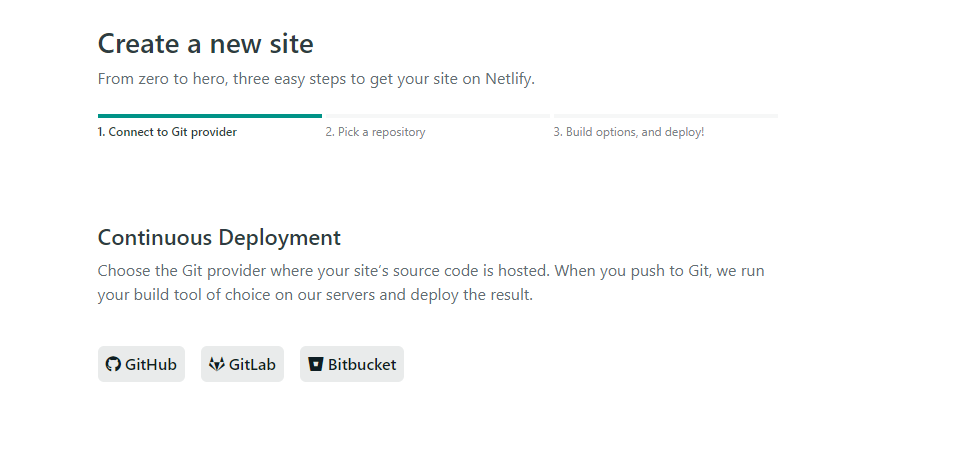 Create a new site
From zero to hero, three easy steps to get your site on Netlify.
1. Connect to Git provider
2. Pick a repository
3. Build options, and deploy!
Continuous Deployment
Choose the Git provider where your site’s source code is hosted. When you push to Git, we run
your build tool of choice on our servers and deploy the result.
GitHub
GitLab
Bitbucket